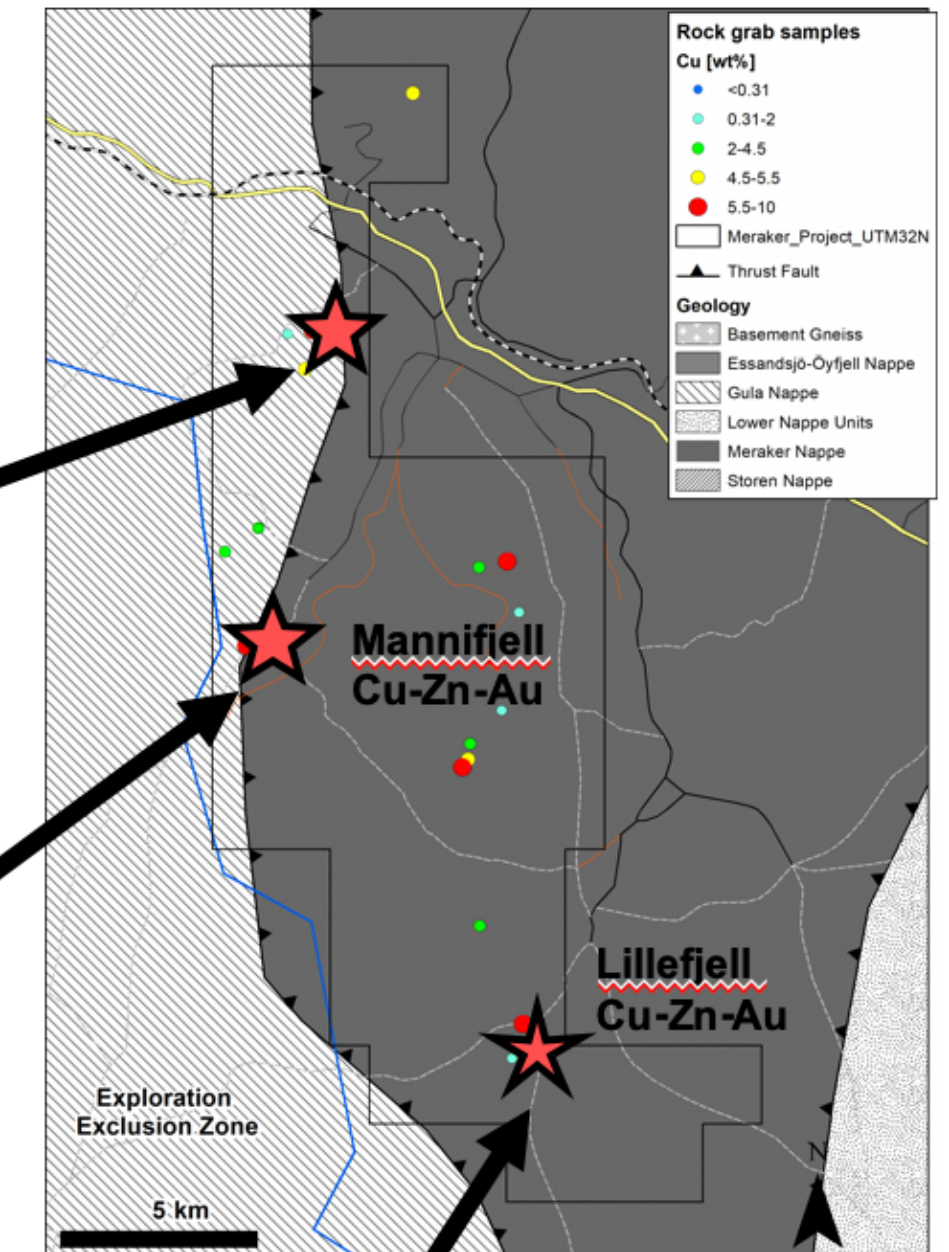 Rock grab samples
Cu [wt%]
<0.31
0.31-2
2-4.5
4.5-5.5
5.5-10
Meraker_Project_UTM32N
Thrust Fault
Geology
Basement Gneiss
Essandsjö-Öyfjell Nappe
Gula Nappe
Lower Nappe Units
Meraker Nappe
Storen Nappe
Mannifjell
Cu-Zn-Au
Lillefjell
Cu-Zn-Au
Exploration
Exclusion Zone
N
5 km